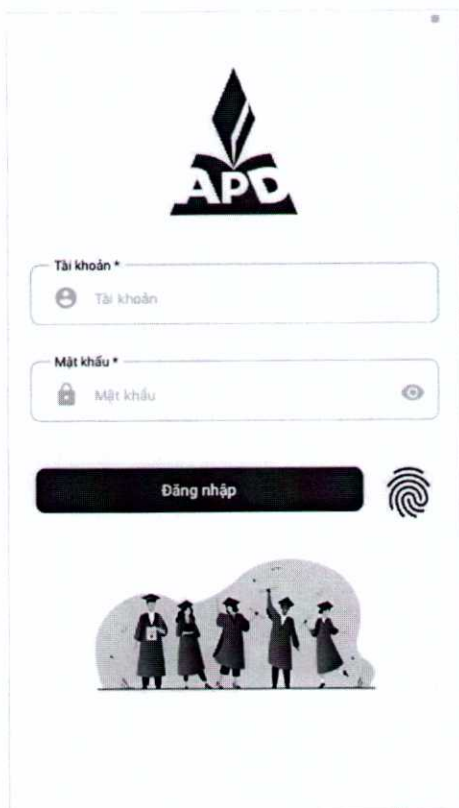 APD
Tài khoản *
Tài khoản
Mật khẩu *
Mật khẩu
Đăng nhập